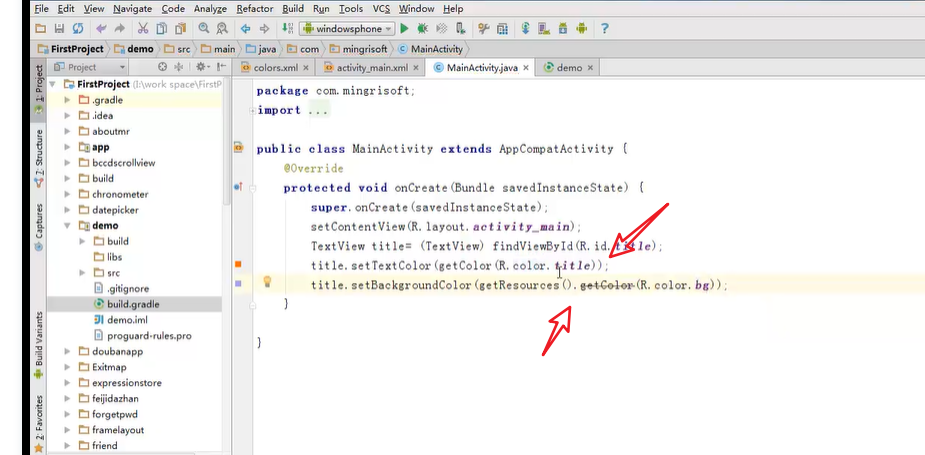 File Edit View Navigate Code Analyze Refactor Build Run Tools VCS Window Help
windowsphone
FirstProject demo src main java com mingrisoft MainActivity
Project
colors.xml activity_main.xml MainActivity.java demo
1: Project
7: Structure
Captures
Build Variants
2: Favorites
FirstProject (I:\work space\FirstP
.gradle
.idea
aboutmr
app
bccdscrollview
build
chronometer
datepicker
demo
build
libs
src
.gitignore
build.gradle
demo.iml
proguard-rules.pro
doubanapp
Exitmap
expressionstore
feijidazhan
forgetpwd
framelayout
friend
package com.mingrisoft;
import ...
public class MainActivity extends AppCompatActivity {
@Override
protected void onCreate(Bundle savedInstanceState) {
super.onCreate(savedInstanceState);
setContentView(R.layout.activity_main);
TextView title= (TextView) findViewById(R.id.title);
title.setTextColor(getColor(R.color.title));
title.setBackgroundColor(getResources().getColor(R.color.bg));
}
}